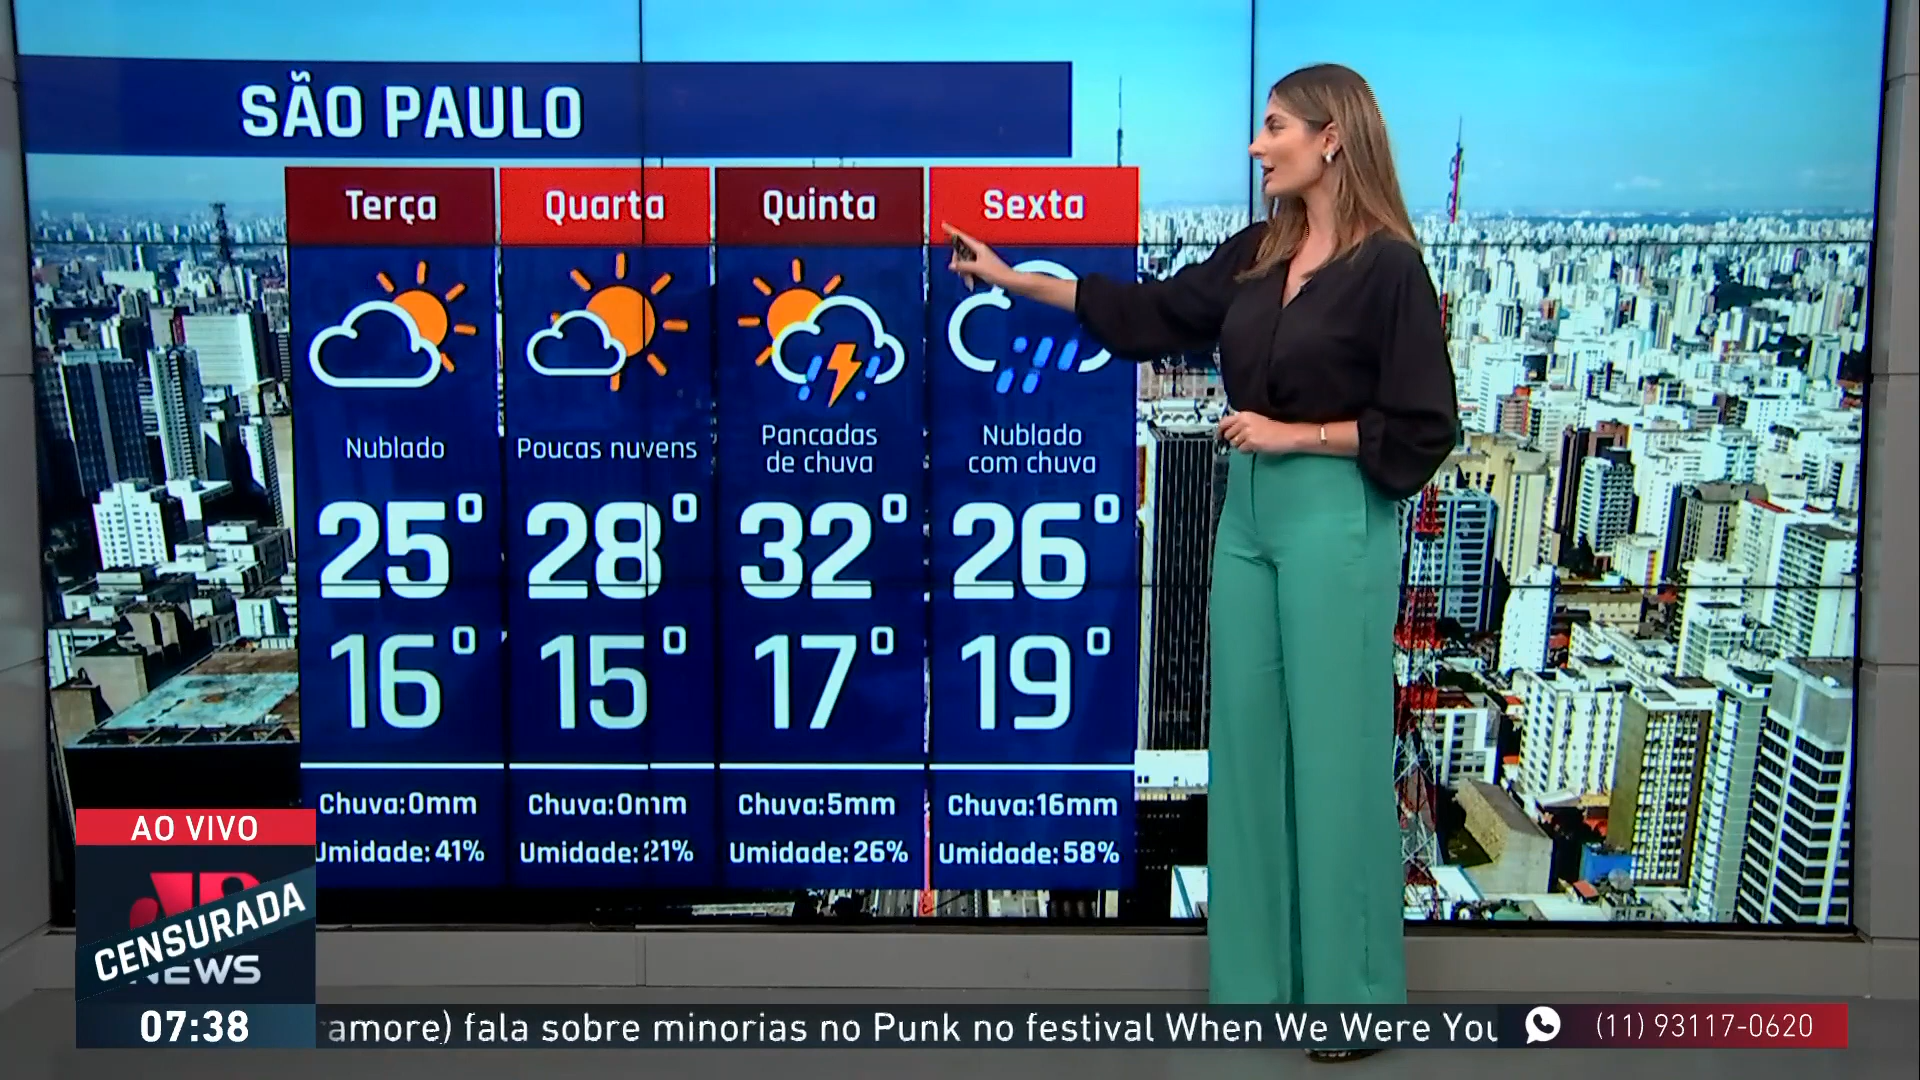 SÃO PAULO
Terça
Quarta
Quinta
Sexta
Nublado
Poucas nuvens
Pancadas
de chuva
Nublado
com chuva
25°
28°
32°
26°
16°
15°
17°
19°
Chuva:0mm
Chuva:0mm
Chuva:5mm
Chuva:16mm
Umidade:41%
Umidade:21%
Umidade:26%
Umidade:58%
AO VIVO
JP
CENSURADA
NEWS
07:38
fala sobre minorias no Punk no festival When We Were
(11) 93117-0620